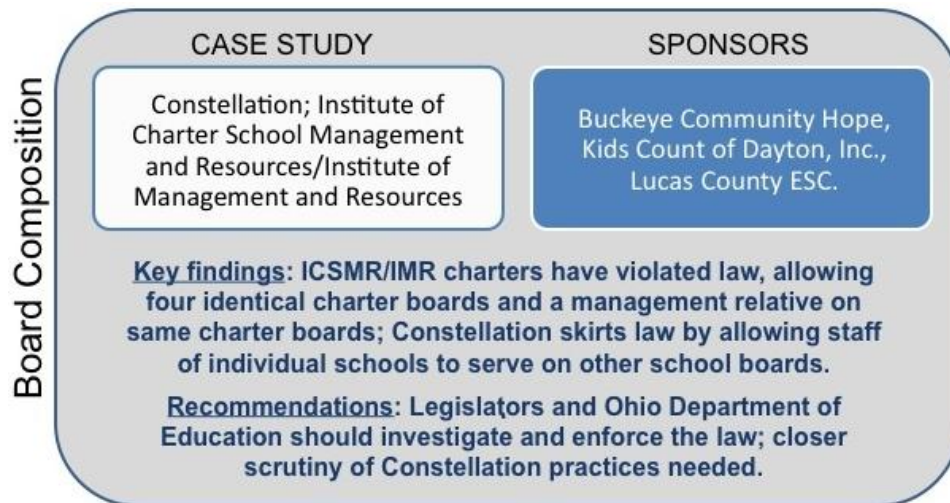 Board Composition
CASE STUDY
Constellation; Institute of
Charter School Management
and Resources/Institute of
Management and Resources
SPONSORS
Buckeye Community Hope,
Kids Count of Dayton, Inc.,
Lucas County ESC.
Key findings: ICSMR/IMR charters have violated law, allowing
four identical charter boards and a management relative on
same charter boards; Constellation skirts law by allowing staff
of individual schools to serve on other school boards.
Recommendations: Legislators and Ohio Department of
Education should investigate and enforce the law; closer
scrutiny of Constellation practices needed.